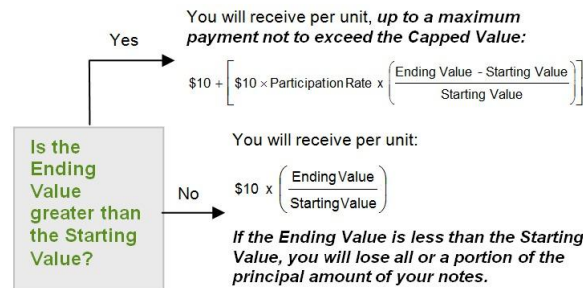 You will receive per unit, up to a maximum
payment not to exceed the Capped Value:
Yes
$10 + [ $10 × Participation Rate x ( Ending Value - Starting Value / Starting Value ) ]
Is the
Ending
Value
greater than
the Starting
Value?
No
You will receive per unit:
$10 x ( Ending Value / Starting Value )
If the Ending Value is less than the Starting
Value, you will lose all or a portion of the
principal amount of your notes.